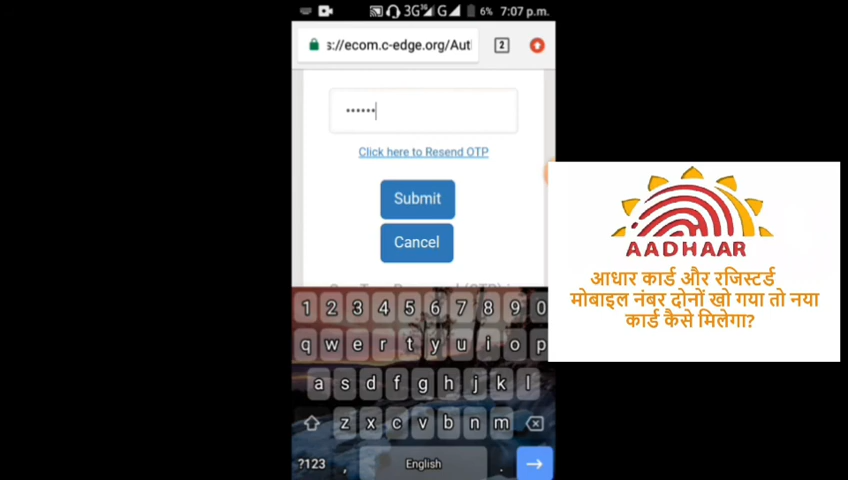 3G 3G G 6% 7:07 p.m.
s://ecom.c-edge.org/Aut 2
••••••
Click here to Resend OTP
Submit
Cancel
AADHAAR
आधार कार्ड और रजिस्टर्ड
मोबाइल नंबर दोनों खो गया तो नया
कार्ड कैसे मिलेगा?
1 2 3 4 5 6 7 8 9 0
q w e r t y u i o p
a s d f g h j k l
z x c v b n m
?123 , English .